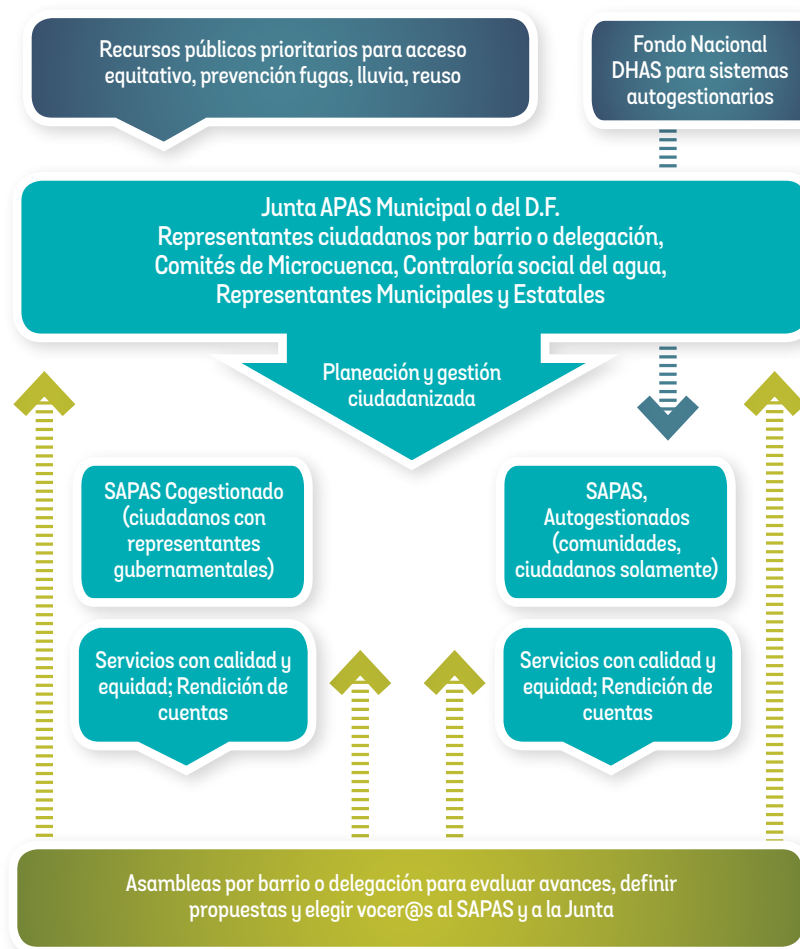 Recursos públicos prioritarios para acceso
equitativo, prevención fugas, lluvia, reuso
Fondo Nacional
DHAS para sistemas
autogestionarios
Junta APAS Municipal o del D.F.
Representantes ciudadanos por barrio o delegación,
Comités de Microcuenca, Contraloría social del agua,
Representantes Municipales y Estatales
Planeación y gestión
ciudadanizada
SAPAS Cogestionado
(ciudadanos con
representantes
gubernamentales)
SAPAS,
Autogestionados
(comunidades,
ciudadanos solamente)
Servicios con calidad y
equidad; Rendición de
cuentas
Servicios con calidad y
equidad; Rendición de
cuentas
Asambleas por barrio o delegación para evaluar avances, definir
propuestas y elegir vocer@s al SAPAS y a la Junta